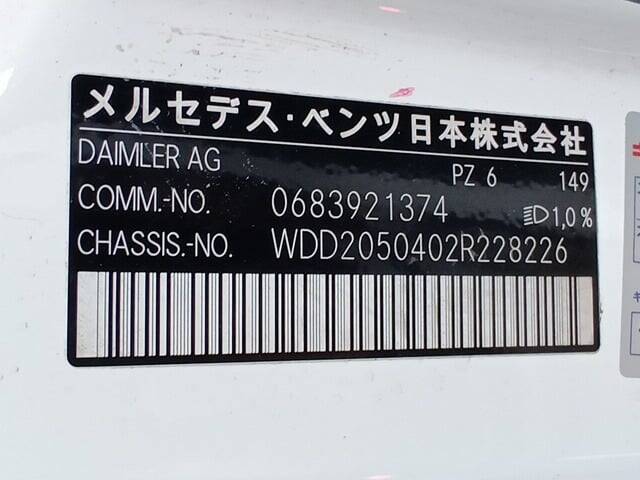 メルセデス・ベンツ日本株式会社
DAIMLER AG
PZ 6 149
COMM.-NO. 0683921374 1,0%
CHASSIS.-NO. WDD2050402R228226